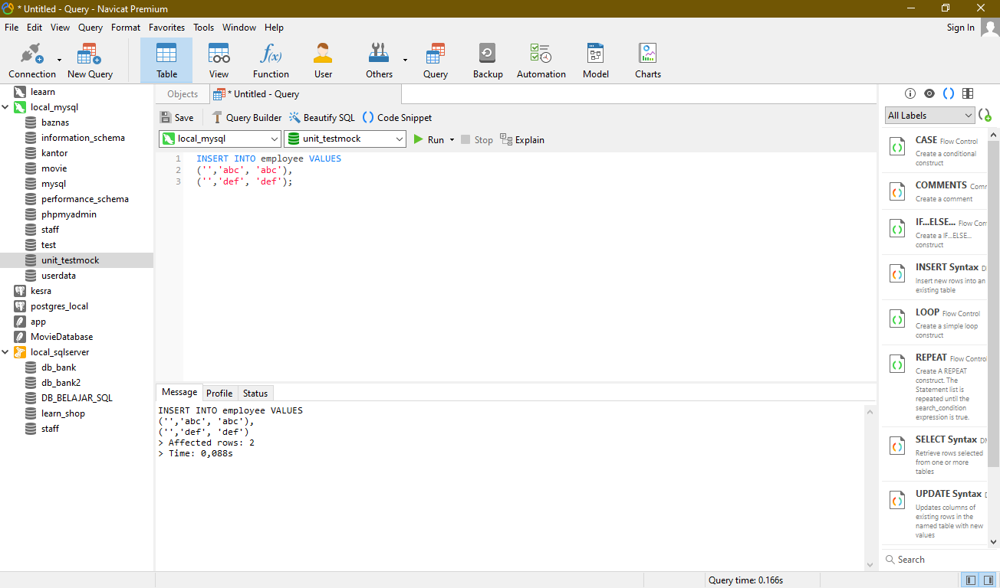 * Untitled - Query - Navicat Premium
File Edit View Query Format Favorites Tools Window Help
Sign In
Connection New Query Table View Function User Others Query Backup Automation Model Charts
f(x)
leaarn
local_mysql
baznas
information_schema
kantor
movie
mysql
performance_schema
phpmyadmin
staff
test
unit_testmock
userdata
kesra
postgres_local
app
MovieDatabase
local_sqlserver
db_bank
db_bank2
DB_BELAJAR_SQL
learn_shop
staff
Objects * Untitled - Query
Save Query Builder Beautify SQL () Code Snippet
local_mysql unit_testmock Run Stop Explain
1 INSERT INTO employee VALUES
2 ('','abc', 'abc'),
3 ('','def', 'def');
Message Profile Status
INSERT INTO employee VALUES
('','abc', 'abc'),
('','def', 'def')
> Affected rows: 2
> Time: 0,088s
All Labels
CASE Flow Control
Create a conditional
construct
COMMENTS Comm
Create a comment
IF...ELSE... Flow Con
Create a IF...ELSE...
construct
INSERT Syntax D
Insert new rows into an
existing table
LOOP Flow Control
Create a simple loop
construct
REPEAT Flow Contro
Create A REPEAT
construct. The
Statement list is
repeated until the
search_condition
expression is true.
SELECT Syntax DM
Retrieve rows selected
from one or more
tables
UPDATE Syntax
Updates columns of
existing rows in the
named table with new
values
Search
Query time: 0.166s